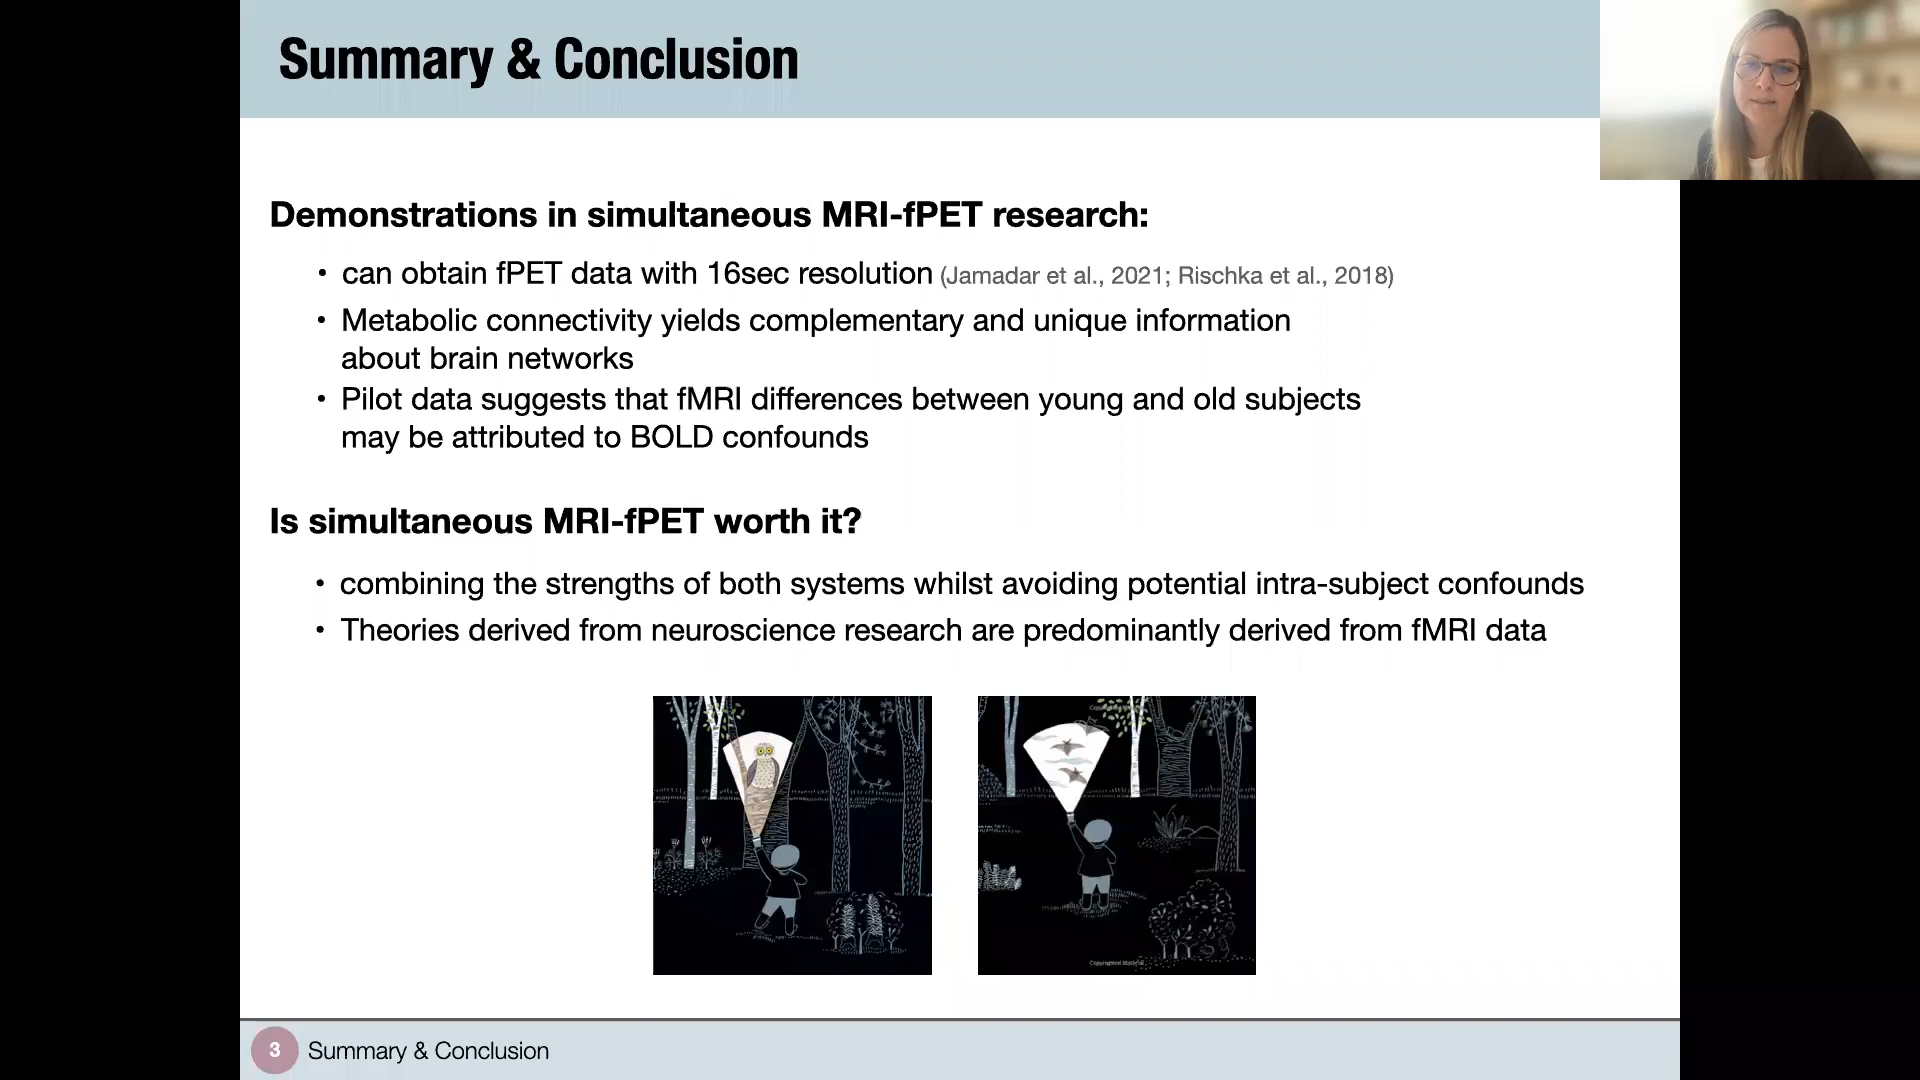 Summary & Conclusion
Demonstrations in simultaneous MRI-fPET research:
• can obtain fPET data with 16sec resolution (Jamadar et al., 2021; Rischka et al., 2018)
• Metabolic connectivity yields complementary and unique information
about brain networks
• Pilot data suggests that fMRI differences between young and old subjects
may be attributed to BOLD confounds
Is simultaneous MRI-fPET worth it?
• combining the strengths of both systems whilst avoiding potential intra-subject confounds
• Theories derived from neuroscience research are predominantly derived from fMRI data
3 Summary & Conclusion